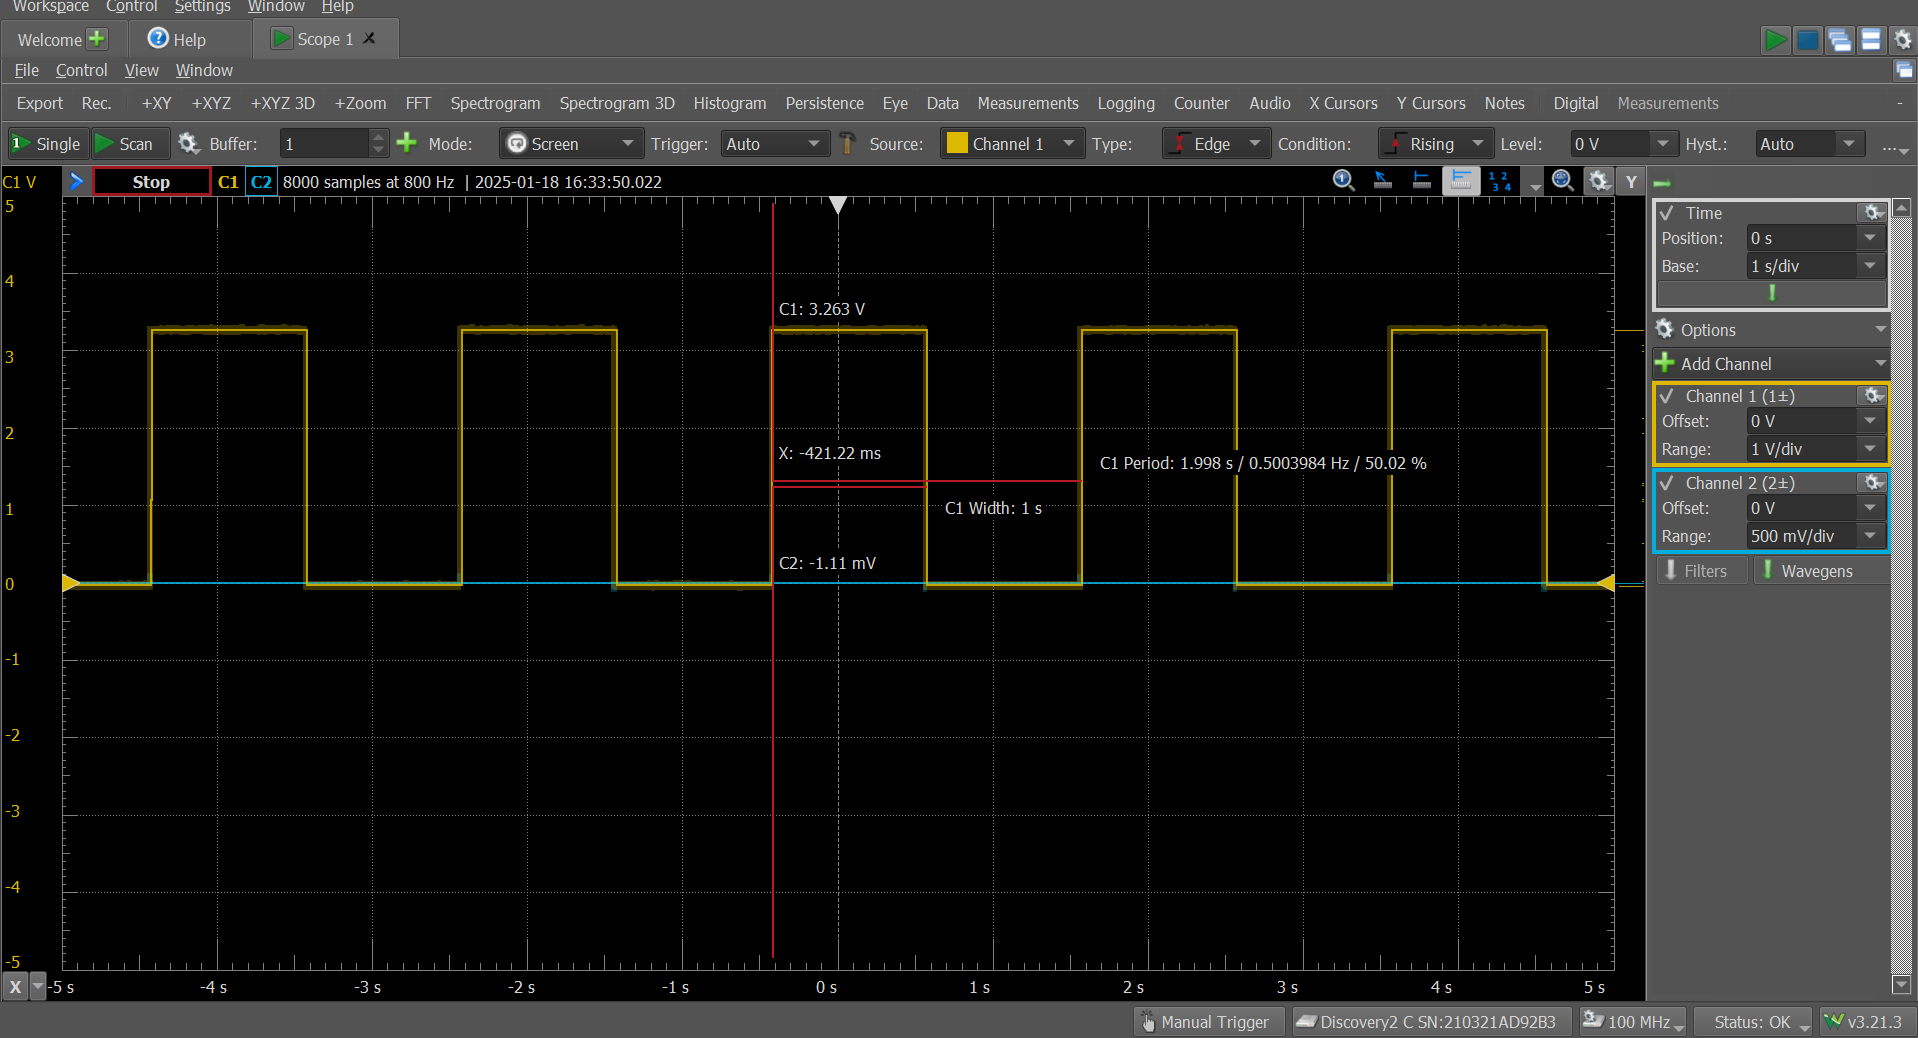 Workspace Control Settings Window Help
Welcome Help Scope 1 X
File Control View Window
Export Rec. +XY +XYZ +XYZ 3D +Zoom FFT Spectrogram Spectrogram 3D Histogram Persistence Eye Data Measurements Logging Counter Audio X Cursors Y Cursors Notes Digital Measurements -
1 Single Scan Buffer: 1 Mode: Screen Trigger: Auto Source: Channel 1 Type: Edge Condition: Rising Level: 0 V Hyst.: Auto ...
C1 V Stop C1 C2 8000 samples at 800 Hz | 2025-01-18 16:33:50.022 1 2 3 4 Y
5
4
3
2
1
0
-1
-2
-3
-4
-5
C1: 3.263 V
X: -421.22 ms
C1 Period: 1.998 s / 0.5003984 Hz / 50.02 %
C1 Width: 1 s
C2: -1.11 mV
X -5 s -4 s -3 s -2 s -1 s 0 s 1 s 2 s 3 s 4 s 5 s
Time
Position: 0 s
Base: 1 s/div
Options
Add Channel
Channel 1 (1±)
Offset: 0 V
Range: 1 V/div
Channel 2 (2±)
Offset: 0 V
Range: 500 mV/div
Filters Wavegens
Manual Trigger Discovery2 C SN:210321AD92B3 100 MHz Status: OK v3.21.3